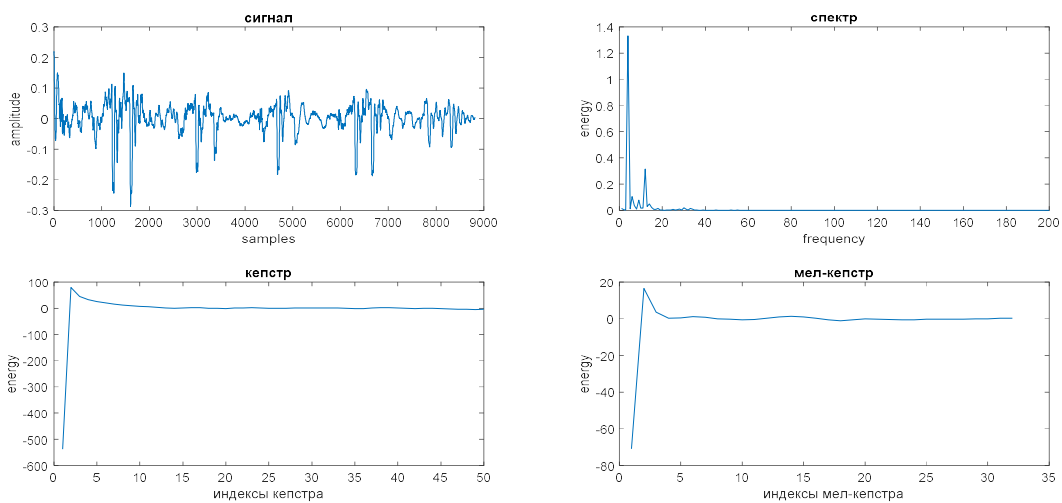 сигнал
0.3
0.2
0.1
0
-0.1
-0.2
-0.3
amplitude
0 1000 2000 3000 4000 5000 6000 7000 8000 9000
samples
спектр
1.4
1.2
1
0.8
0.6
0.4
0.2
0
energy
0 20 40 60 80 100 120 140 160 180 200
frequency
кепстр
100
0
-100
-200
-300
-400
-500
-600
energy
0 5 10 15 20 25 30 35 40 45 50
индексы кепстра
мел-кепстр
20
0
-20
-40
-60
-80
energy
0 5 10 15 20 25 30 35
индексы мел-кепстра